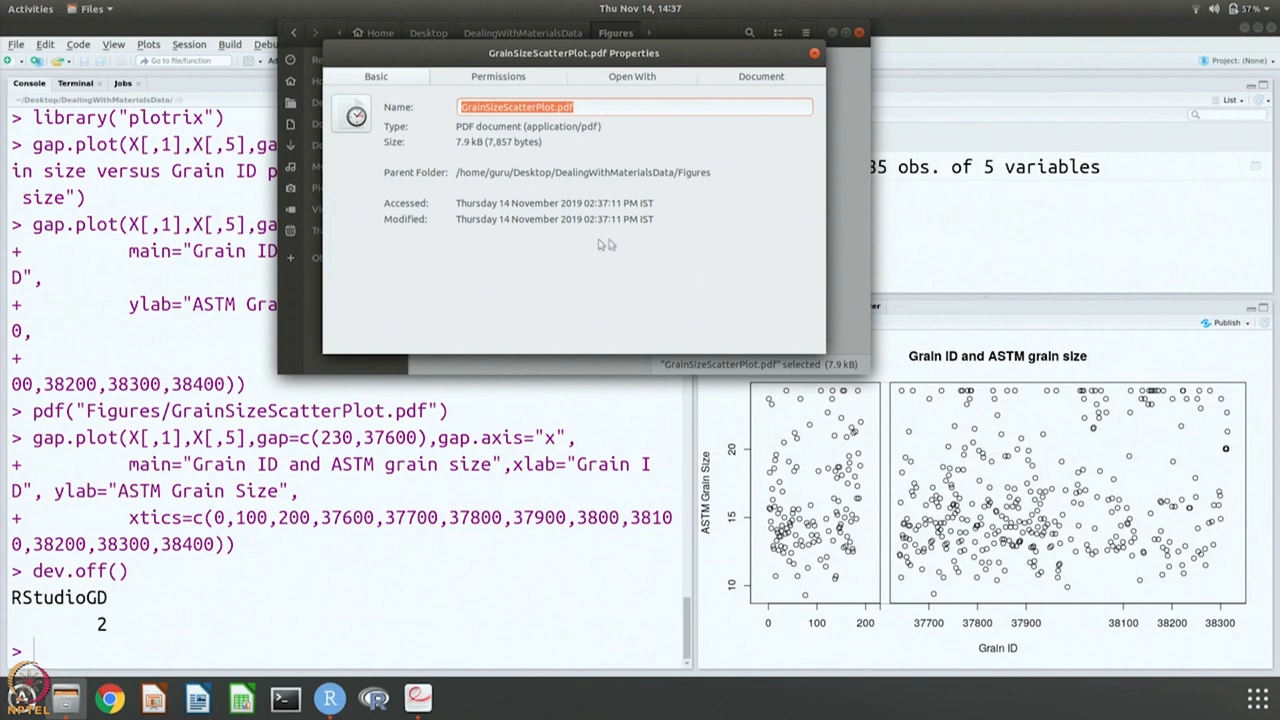 Activities
Files
Thu Nov 14, 14:37
57 %
Home
Desktop
DealingWithMaterialsData
Figures
File Edit Code View Plots Session Build Debu
GrainSizeScatterPlot.pdf Properties
Basic
Permissions
Open With
Document
Name: GrainSizeScatterPlot.pdf
Type: PDF document (application/pdf)
Size: 7.9 kB (7,857 bytes)
Parent Folder: /home/guru/Desktop/DealingWithMaterialsData/Figures
Accessed: Thursday 14 November 2019 02:37:11 PM IST
Modified: Thursday 14 November 2019 02:37:11 PM IST
"GrainSizeScatterPlot.pdf" selected (7.9 kB)
Go to file/function
Ad
Project: (None)
Console Terminal Jobs
~/Desktop/DealingWithMaterialsData/
List
35 obs. of 5 variables
> library("plotrix")
> gap.plot(X[,1],X[,5],ga
in size versus Grain ID p
size")
> gap.plot(X[,1],X[,5],ga
+ main="Grain ID
D",
+ ylab="ASTM Gra
0,
+
00,38200,38300,38400))
> pdf("Figures/GrainSizeScatterPlot.pdf")
> gap.plot(X[,1],X[,5],gap=c(230,37600),gap.axis="x",
+ main="Grain ID and ASTM grain size",xlab="Grain I
D", ylab="ASTM Grain Size",
+ xtics=c(0,100,200,37600,37700,37800,37900,3800,3810
0,38200,38300,38400))
> dev.off()
RStudioGD
2
>
er
Publish
Grain ID and ASTM grain size
ASTM Grain Size
20
15
10
0 100 200 37700 37800 37900 38100 38200 38300
Grain ID
NPTEL